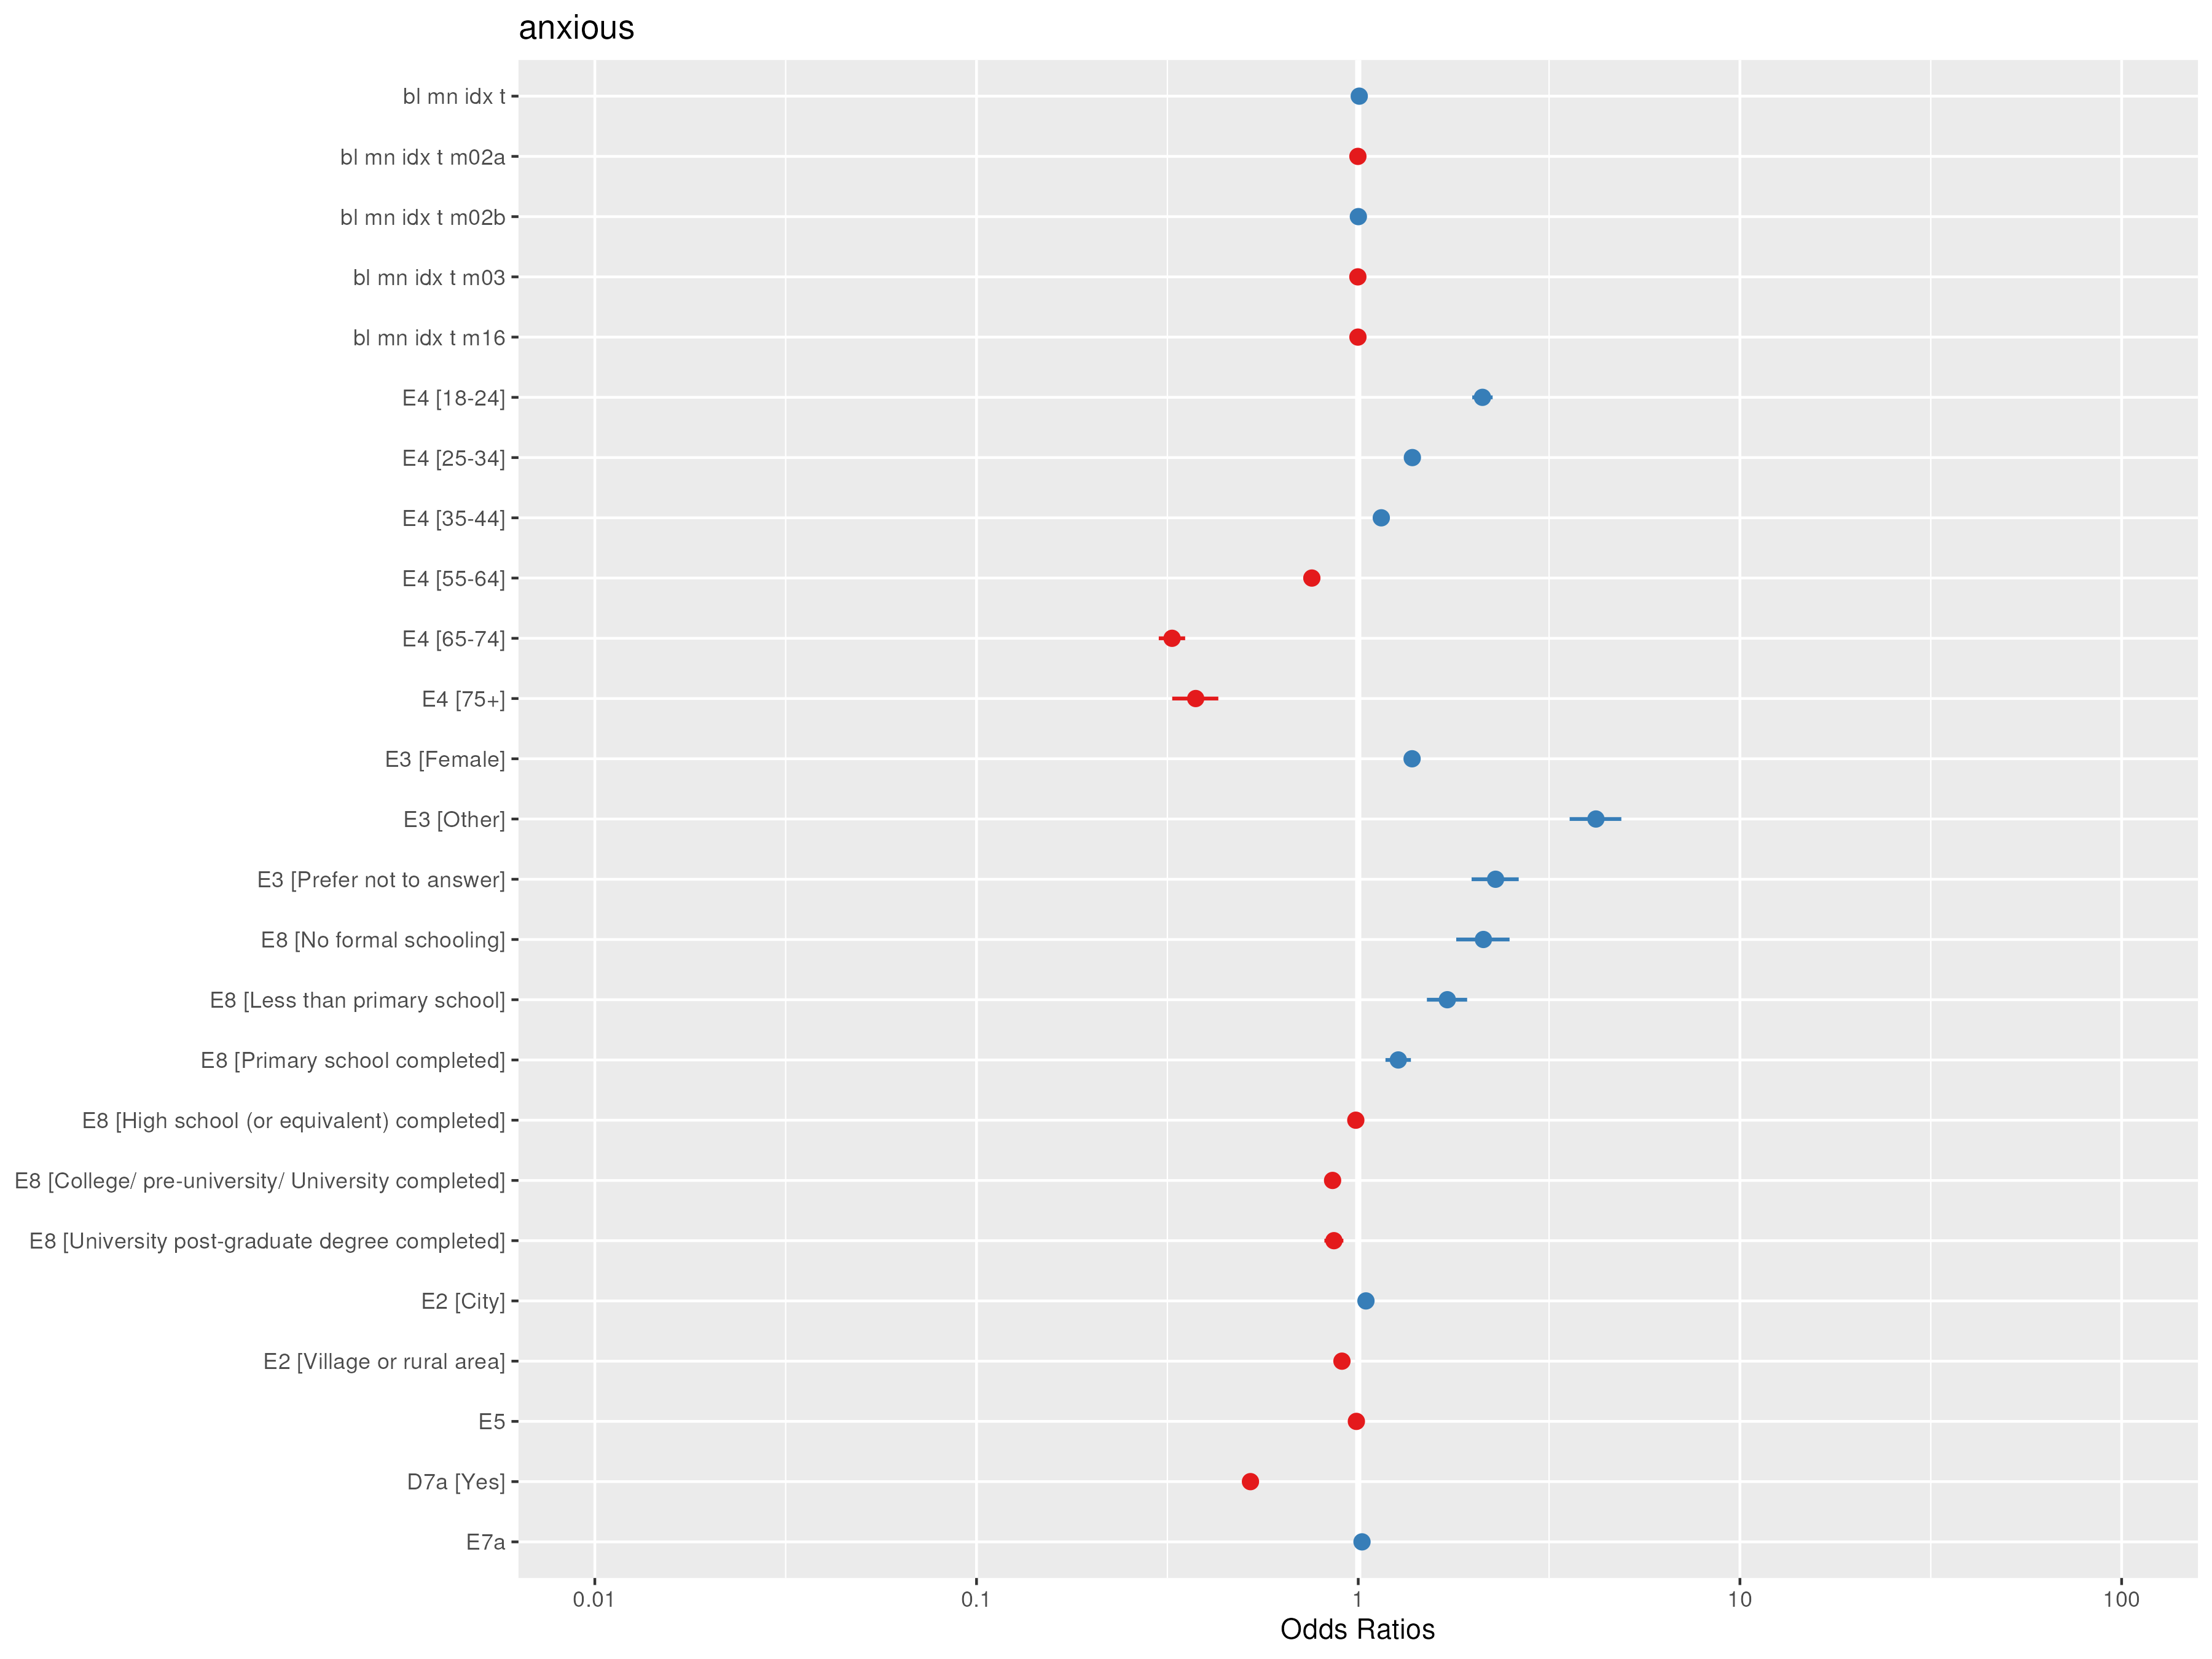 anxious
bl mn idx t
bl mn idx t m02a
bl mn idx t m02b
bl mn idx t m03
bl mn idx t m16
E4 [18-24]
E4 [25-34]
E4 [35-44]
E4 [55-64]
E4 [65-74]
E4 [75+]
E3 [Female]
E3 [Other]
E3 [Prefer not to answer]
E8 [No formal schooling]
E8 [Less than primary school]
E8 [Primary school completed]
E8 [High school (or equivalent) completed]
E8 [College/ pre-university/ University completed]
E8 [University post-graduate degree completed]
E2 [City]
E2 [Village or rural area]
E5
D7a [Yes]
E7a
0.01 0.1 1 10 100
Odds Ratios